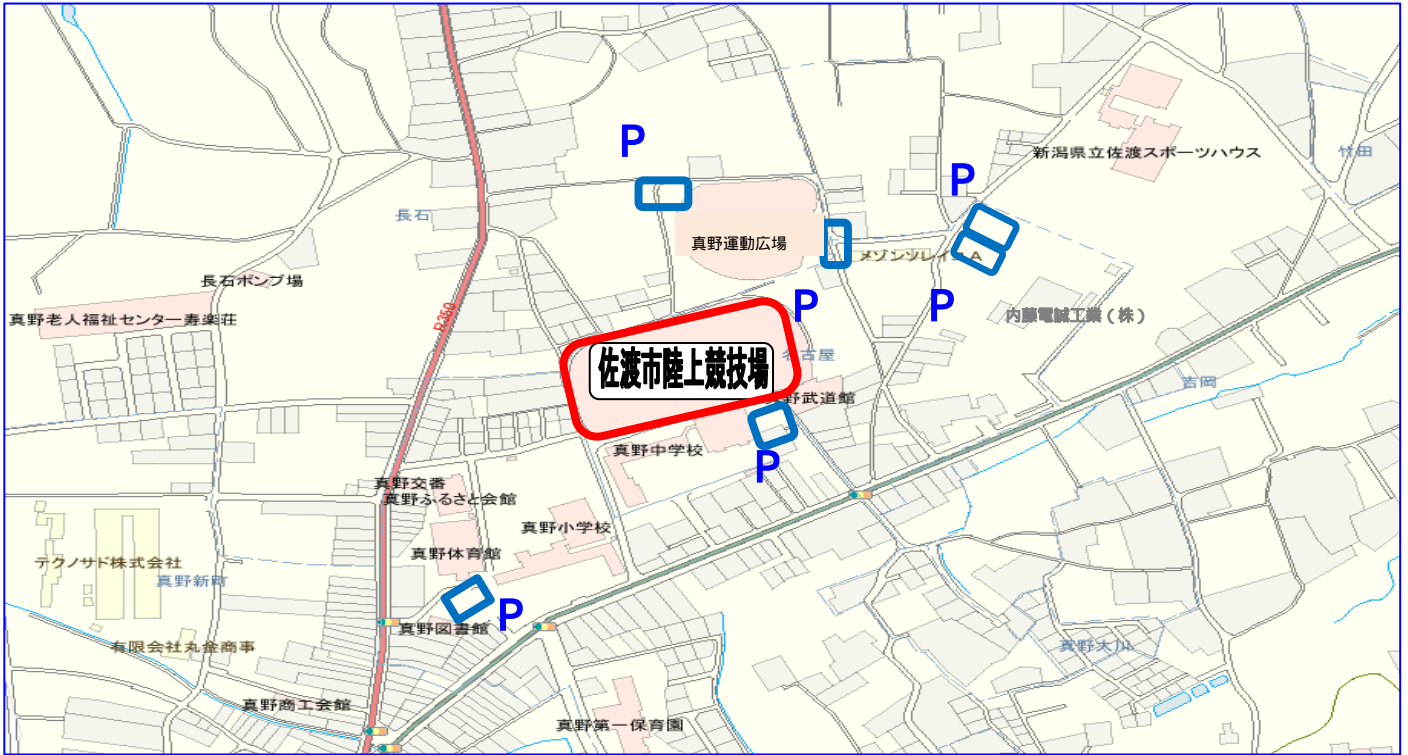 P
P
新潟県立佐渡スポーツハウス
竹田
長石
真野運動広場
長石ポンプ場
真野老人福祉センター寿楽荘
R350
P
P
内藤電誠工業(株)
佐渡市陸上競技場
名古屋
吉岡
野武道館
真野中学校
P
真野交番
真野ふるさと会館
真野小学校
真野体育館
テクノサド株式会社
真野新町
P
真野図書館
有限会社丸金商事
真野大川
真野商工会館
真野第一保育園